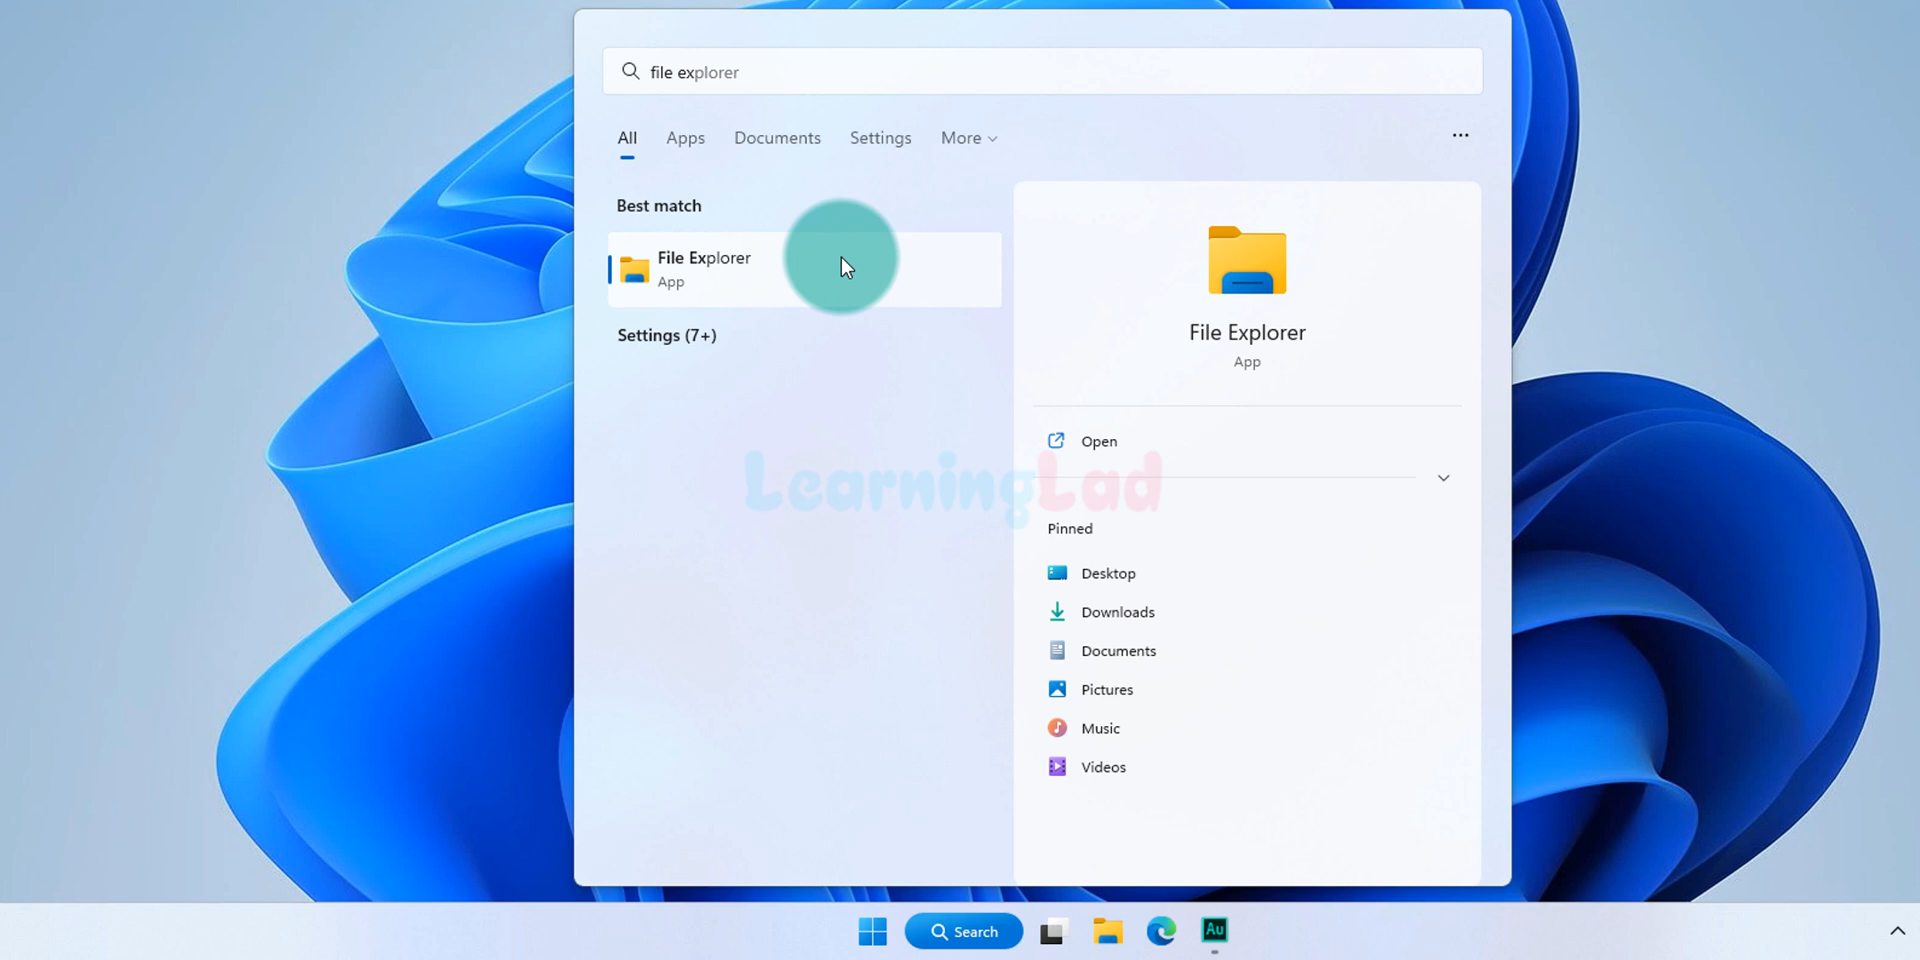 file explorer
All Apps Documents Settings More
Best match
File Explorer
App
Settings (7+)
File Explorer
App
Open
LearningLad
Pinned
Desktop
Downloads
Documents
Pictures
Music
Videos
Search
Au